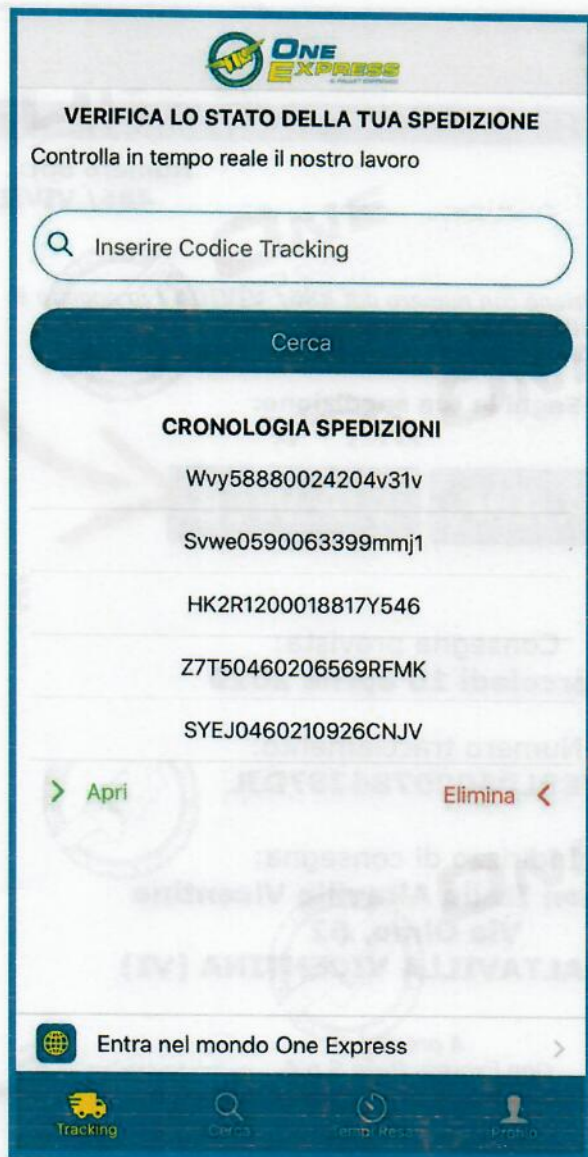 ONE
EXPRESS
VERIFICA LO STATO DELLA TUA SPEDIZIONE
Controlla in tempo reale il nostro lavoro
Inserire Codice Tracking
Cerca
CRONOLOGIA SPEDIZIONI
Wvy58880024204v31v
Svwe0590063399mmj1
HK2R1200018817Y546
Z7T50460206569RFMK
SYEJ0460210926CNJV
> Apri
Elimina <
Entra nel mondo One Express >
Tracking
Cerca
Tempi Resa
Profilo